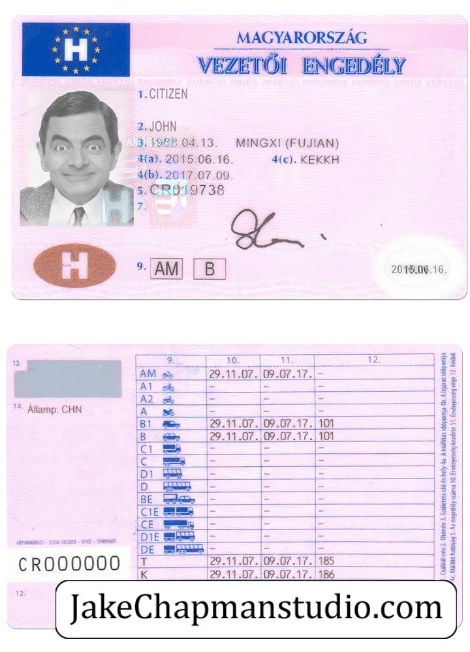 H
MAGYARORSZÁG
VEZETŐI ENGEDÉLY
1. CITIZEN
2. JOHN
3. 1988.04.13. MINGXI (FUJIAN)
4(a). 2015.06.16. 4(c). KEKKH
4(b). 2017.07.09.
5. CR019738
7.
H
H
9. AM B
2015.06.16.
13.
14. Államp: CHN
9. 10. 11. 12.
AM 29.11.07. 09.07.17. –
A1 – – –
A2 – – –
A – – –
B1 29.11.07. 09.07.17. 101
B 29.11.07. 09.07.17. 101
C1 – – –
C – – –
D1 – – –
D – – –
BE – – –
C1E – – –
CE – – –
D1E – – –
DE – – –
T 29.11.07. 09.07.17. 185
K 29.11.07. 09.07.17. 186
CR000000
12.
JakeChapmanstudio.com